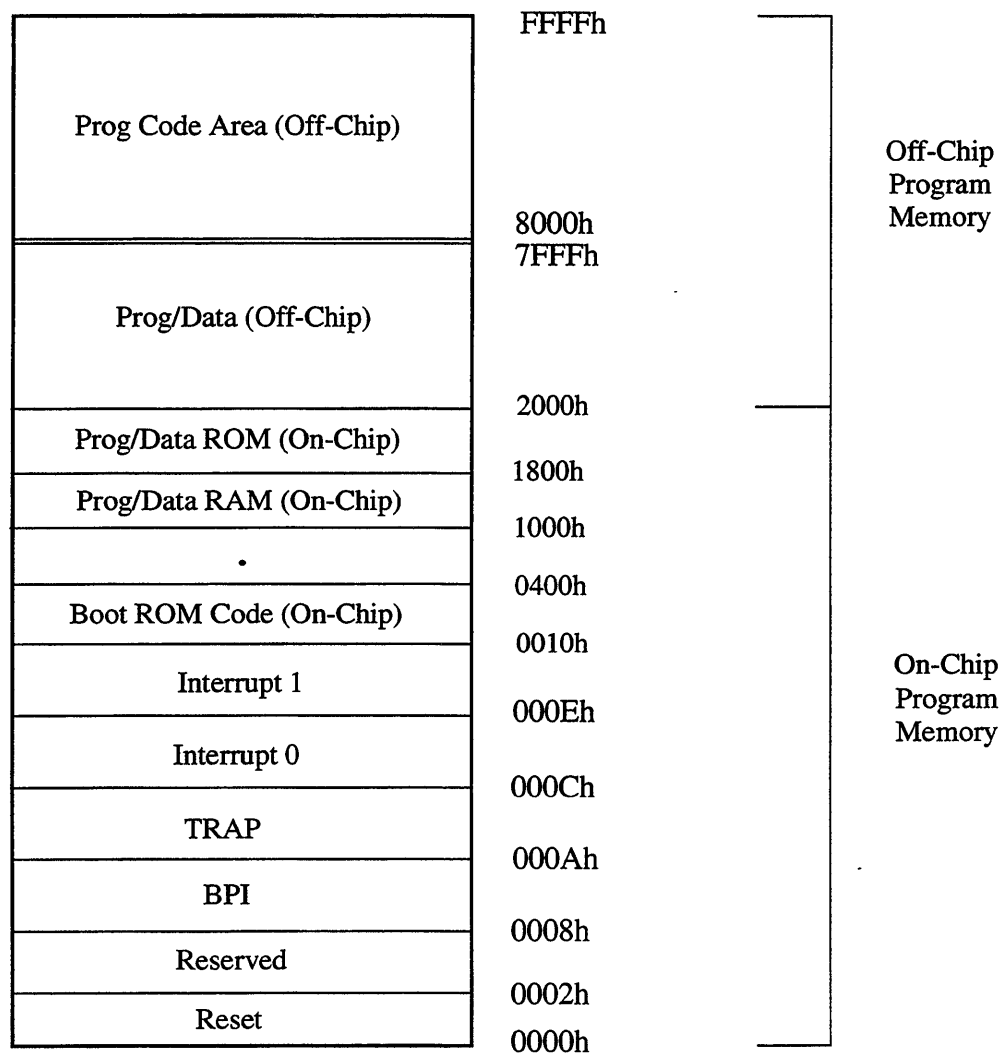 FFFFh
Prog Code Area (Off-Chip)
Off-Chip
Program
Memory
8000h
7FFFh
Prog/Data (Off-Chip)
2000h
Prog/Data ROM (On-Chip)
1800h
Prog/Data RAM (On-Chip)
1000h
0400h
Boot ROM Code (On-Chip)
0010h
Interrupt 1
On-Chip
Program
Memory
000Eh
Interrupt 0
000Ch
TRAP
000Ah
BPI
0008h
Reserved
0002h
Reset
0000h